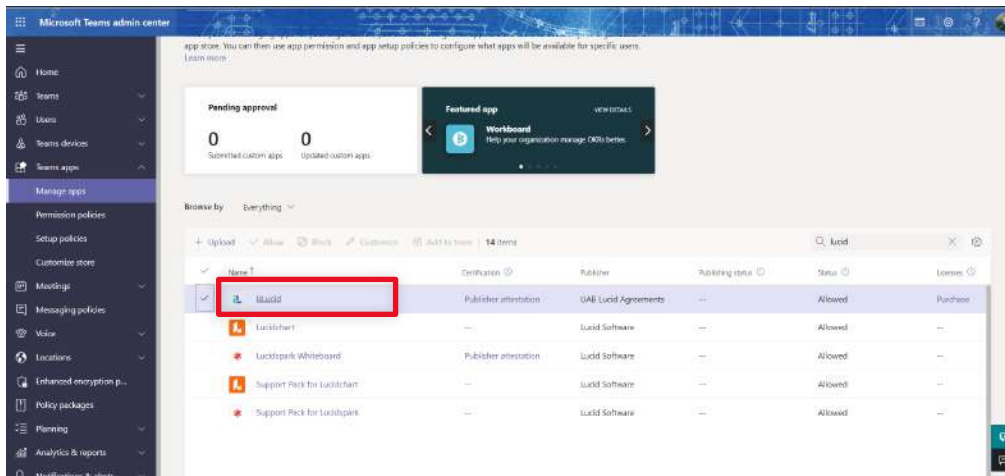 Microsoft Teams admin center
app store. You can then use app permission and app setup policies to configure what apps will be available for specific users.
Learn more
Home
Teams
Users
Teams devices
Teams apps
Manage apps
Permission policies
Setup policies
Customize store
Meetings
Messaging policies
Voice
Locations
Enhanced encryption p...
Policy packages
Planning
Analytics & reports
Notifications & alerts
Pending approval
0
Submitted custom apps
0
Updated custom apps
Featured app
VIEW DETAILS
Workboard
Help your organization manage OKRs better.
Browse by
Everything
+ Upload
Allow
Block
Customize
Add to team
14 items
lucid
Name ↑
Certification
Publisher
Publishing status
Status
Licenses
Publisher attestation
UAB Lucid Agreements
--
Allowed
Purchase
Lucidchart
--
Lucid Software
--
Allowed
--
Lucidspark Whiteboard
Publisher attestation
Lucid Software
--
Allowed
--
Support Pack for Lucidchart
--
Lucid Software
--
Allowed
--
Support Pack for Lucidspark
--
Lucid Software
--
Allowed
--